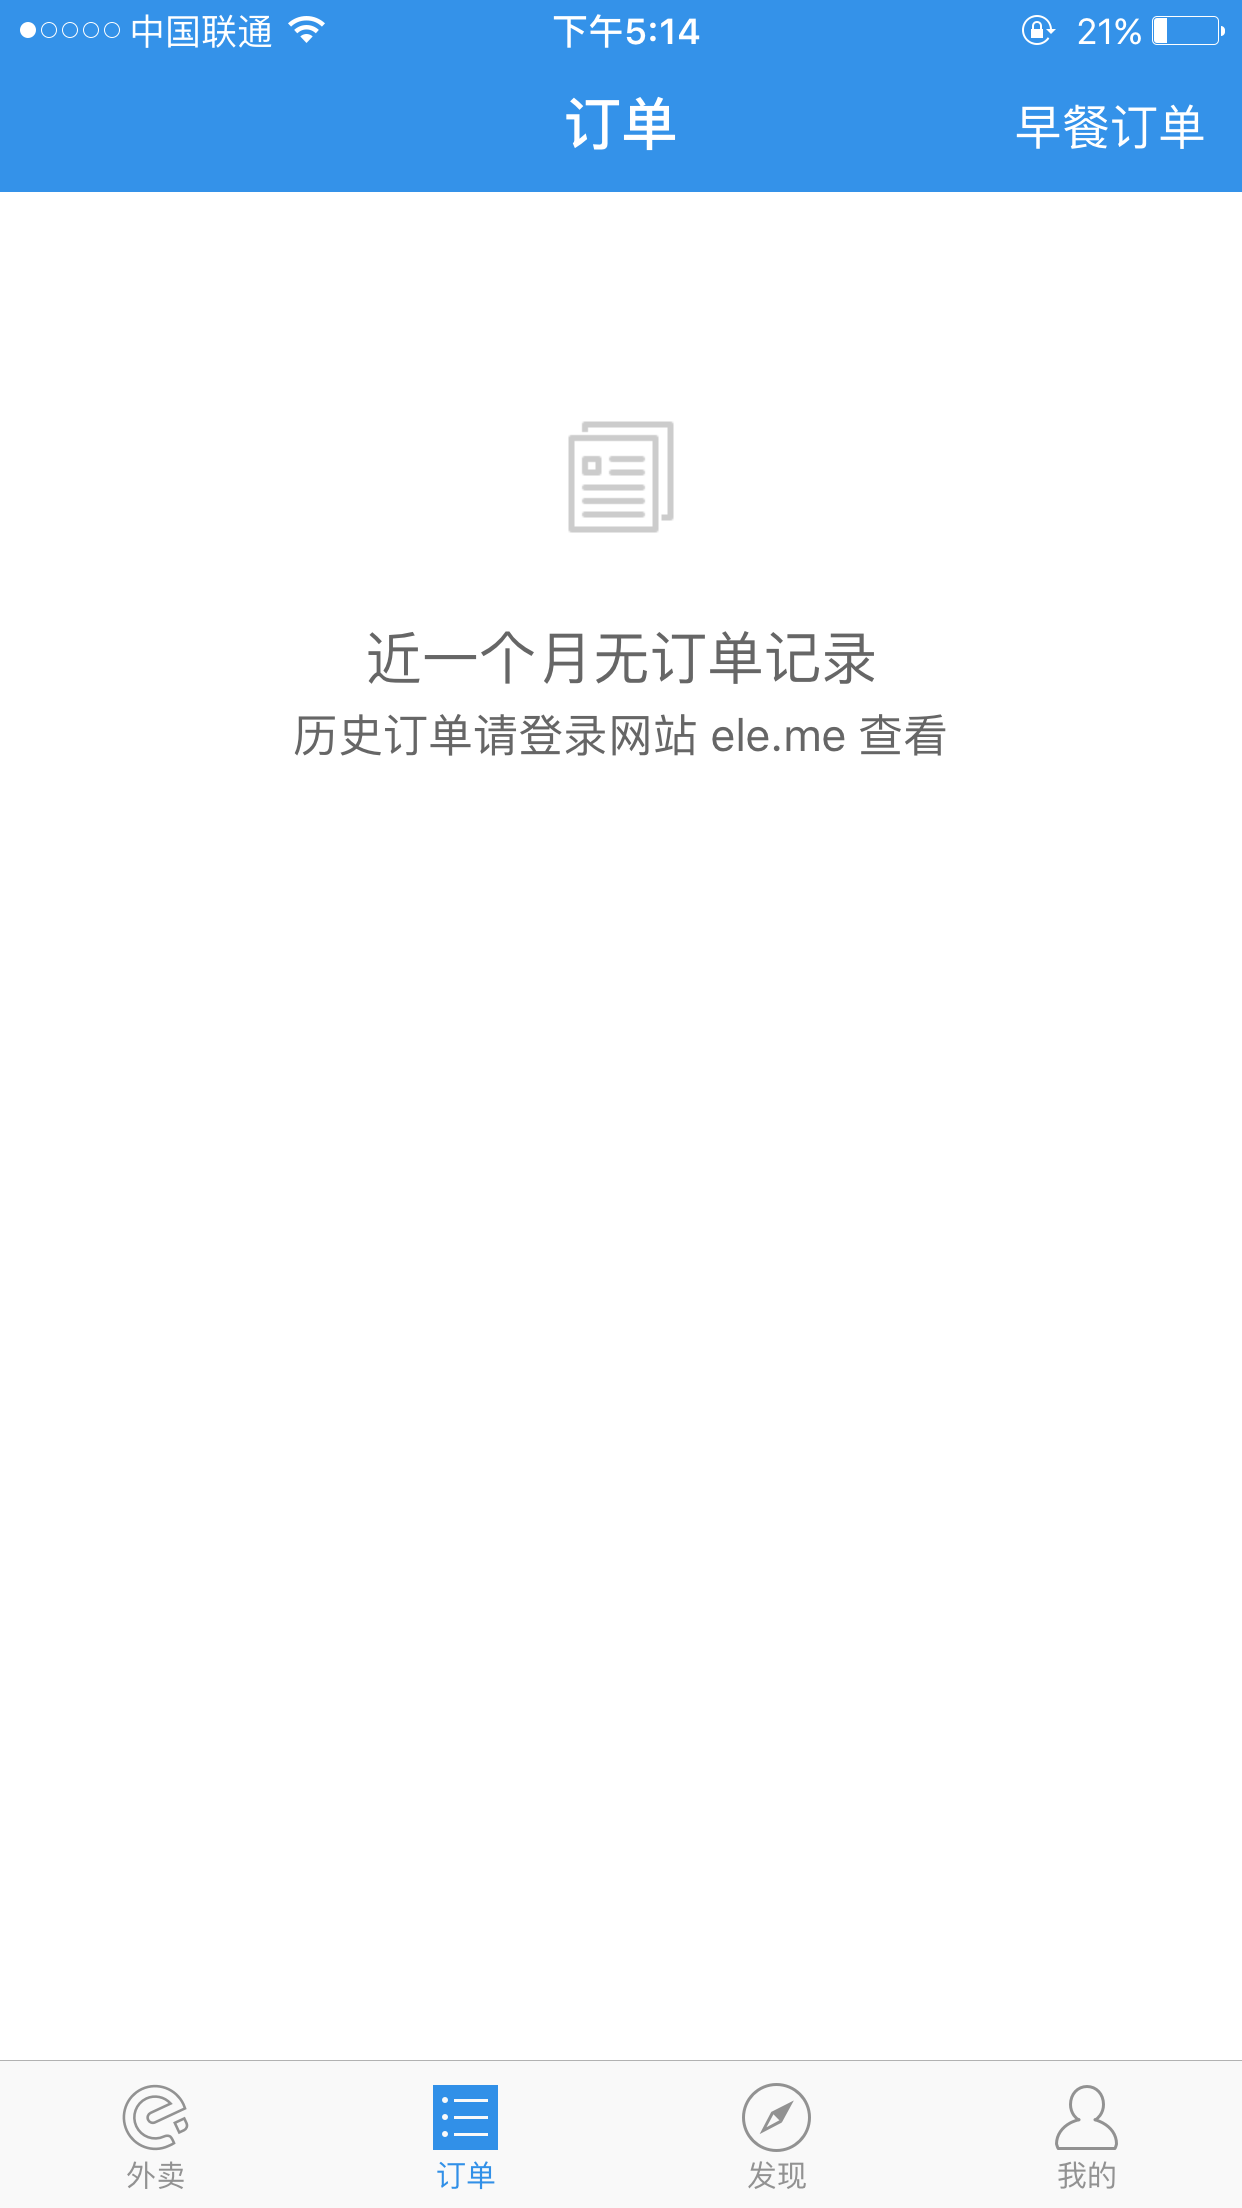 中国联通 下午5:14 21%
订单 早餐订单
近一个月无订单记录
历史订单请登录网站 ele.me 查看
外卖 订单 发现 我的